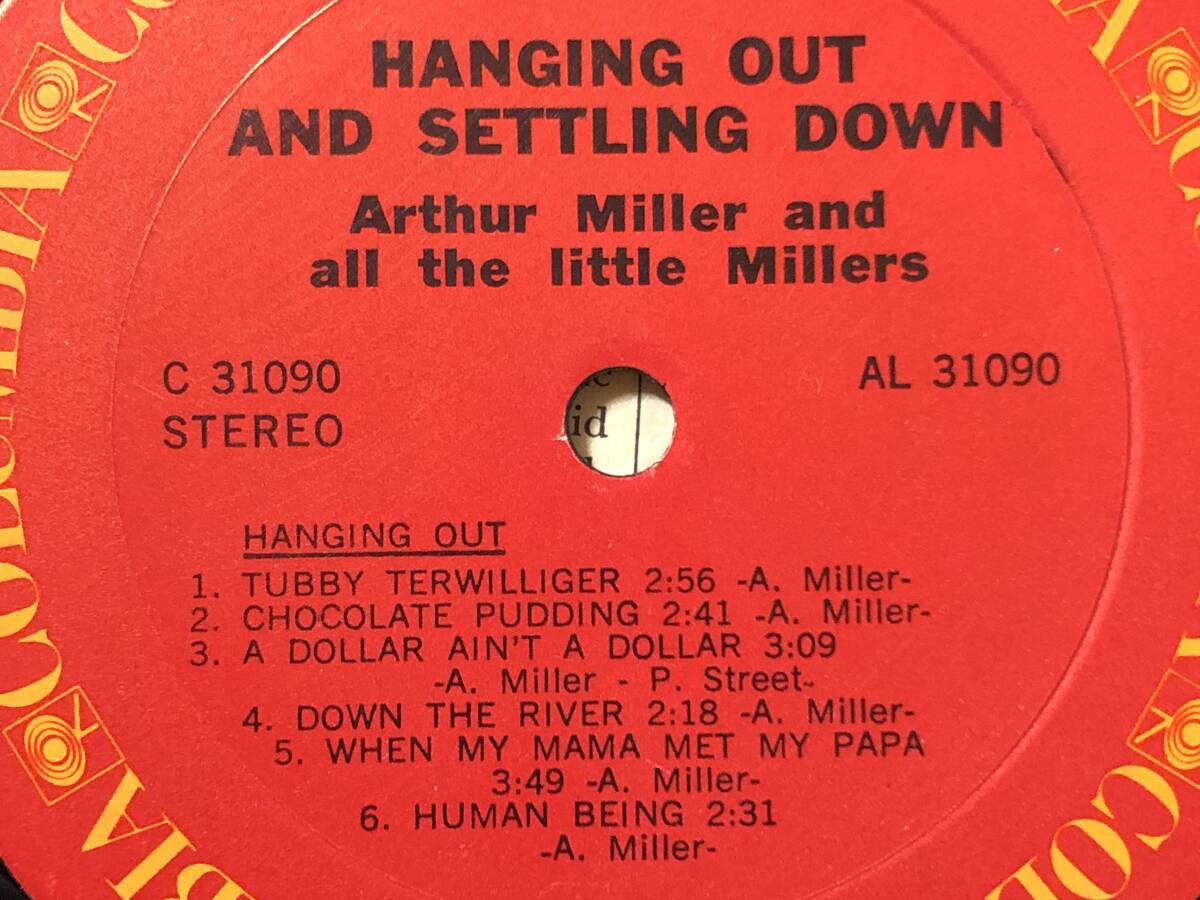 HANGING OUT
AND SETTLING DOWN
Arthur Miller and
all the little Millers
C 31090
STEREO
AL 31090
id
HANGING OUT
1. TUBBY TERWILLIGER 2:56 -A. Miller-
2. CHOCOLATE PUDDING 2:41 -A. Miller-
3. A DOLLAR AIN'T A DOLLAR 3:09
-A. Miller - P. Street-
4. DOWN THE RIVER 2:18 -A. Miller-
5. WHEN MY MAMA MET MY PAPA
3:49 -A. Miller-
6. HUMAN BEING 2:31
-A. Miller-
COLUMBIA